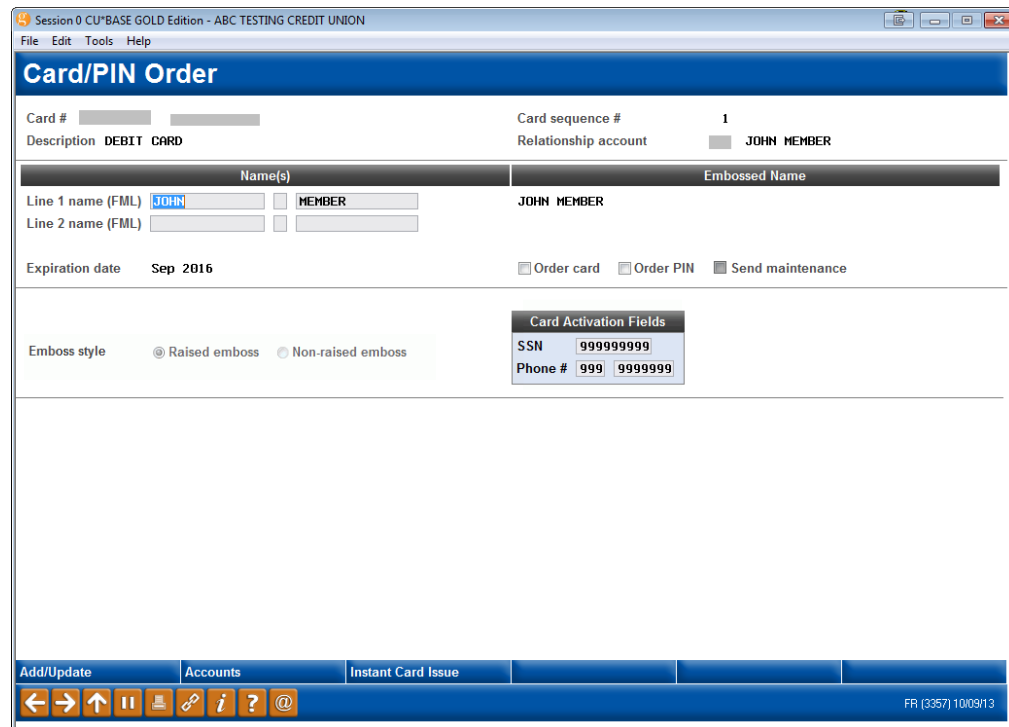 Session 0 CU*BASE GOLD Edition - ABC TESTING CREDIT UNION
File Edit Tools Help
Card/PIN Order
Card # Card sequence # 1
Description DEBIT CARD Relationship account JOHN MEMBER
Name(s) Embossed Name
Line 1 name (FML) JOHN MEMBER JOHN MEMBER
Line 2 name (FML)
Expiration date Sep 2016 Order card Order PIN Send maintenance
Card Activation Fields
Emboss style Raised emboss Non-raised emboss SSN 999999999
Phone # 999 9999999
Add/Update Accounts Instant Card Issue
FR (3357) 10/09/13